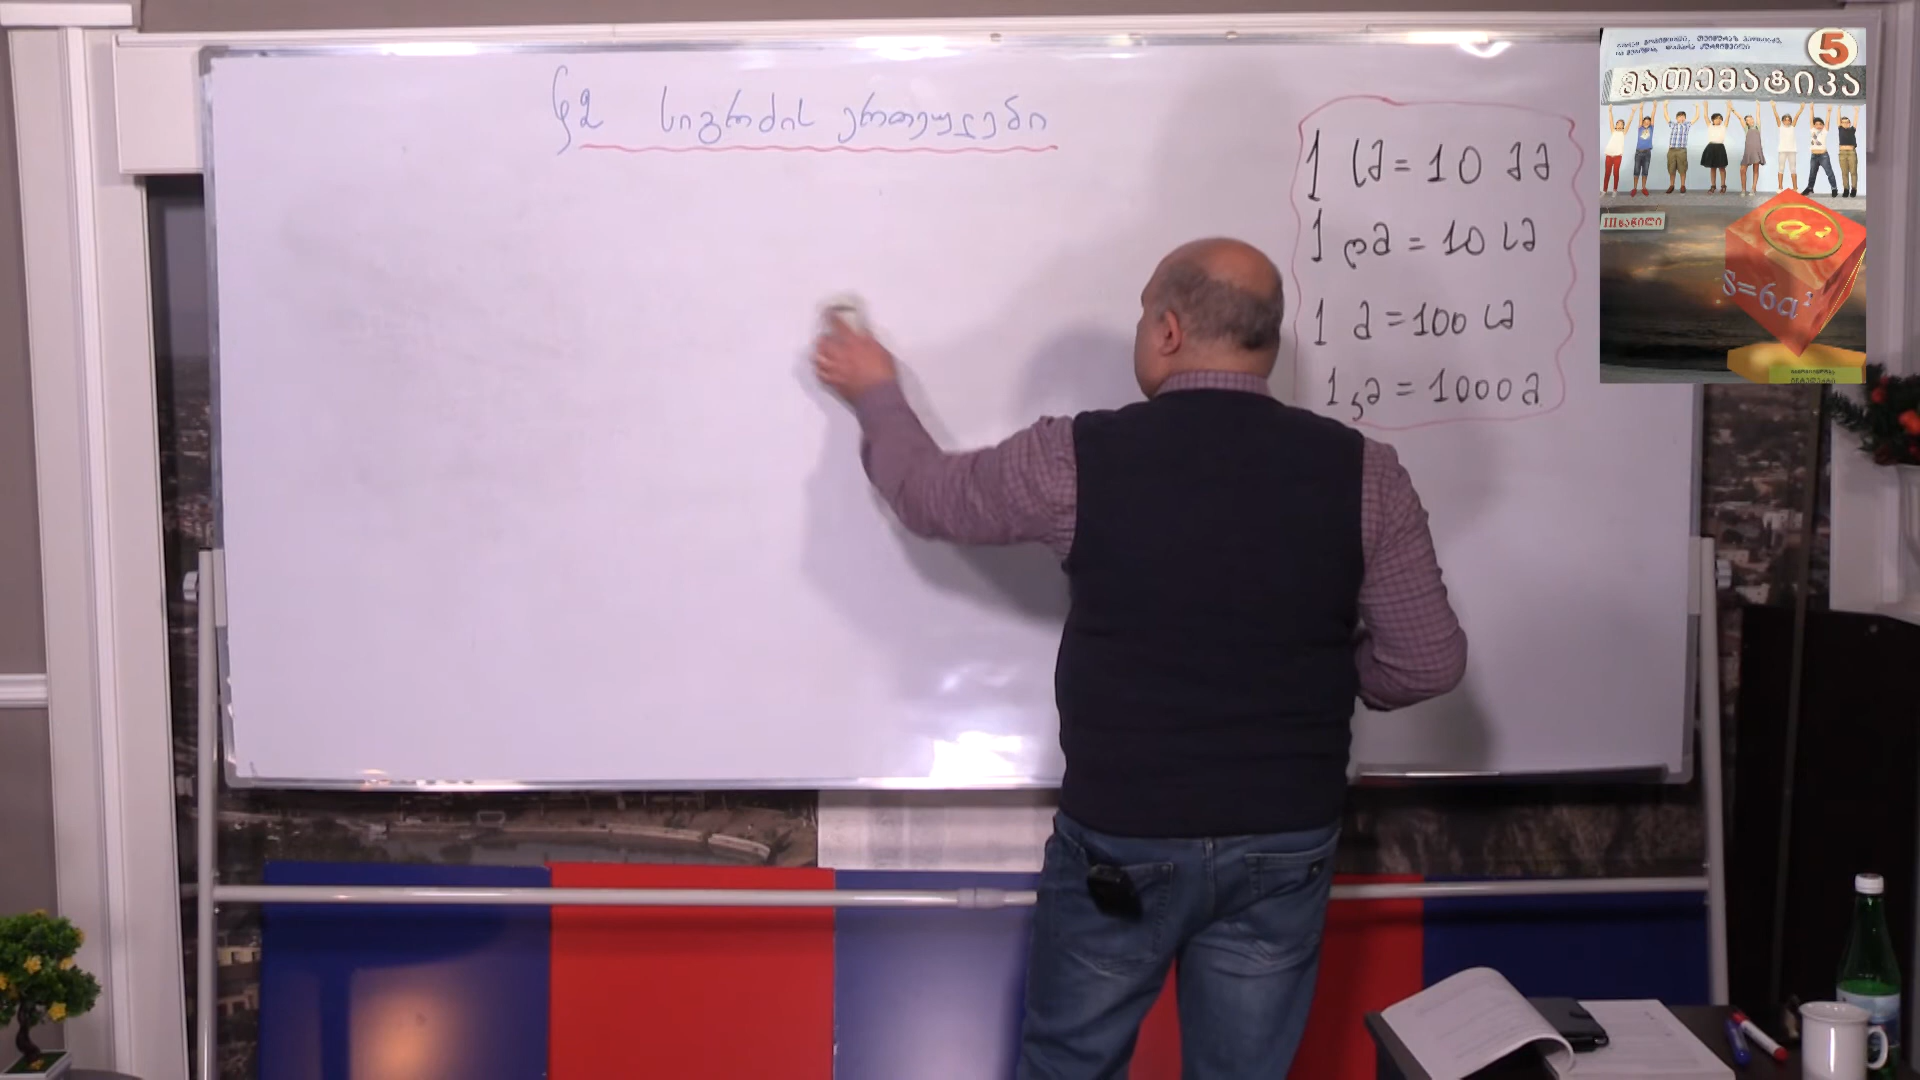 §2 სიგრძის ერთეულები
1 სმ = 10 მმ
1 დმ = 10 სმ
1 მ = 100 სმ
1 კმ = 1000 მ
5
მათემატიკა
III ნაწილი
a²
S=6a²